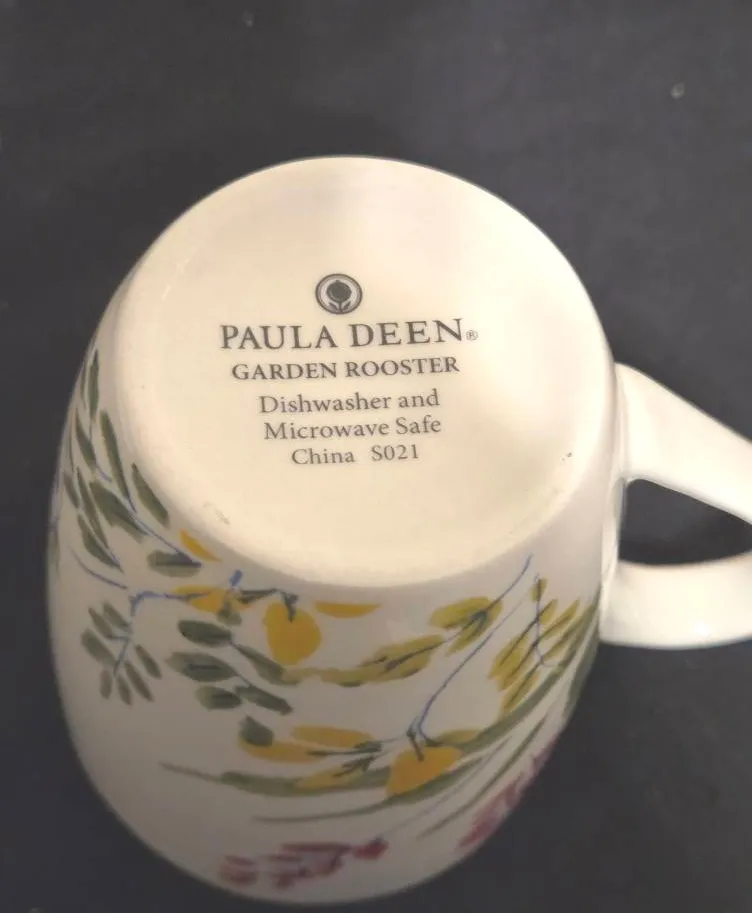 PAULA DEEN®
GARDEN ROOSTER
Dishwasher and
Microwave Safe
China S021